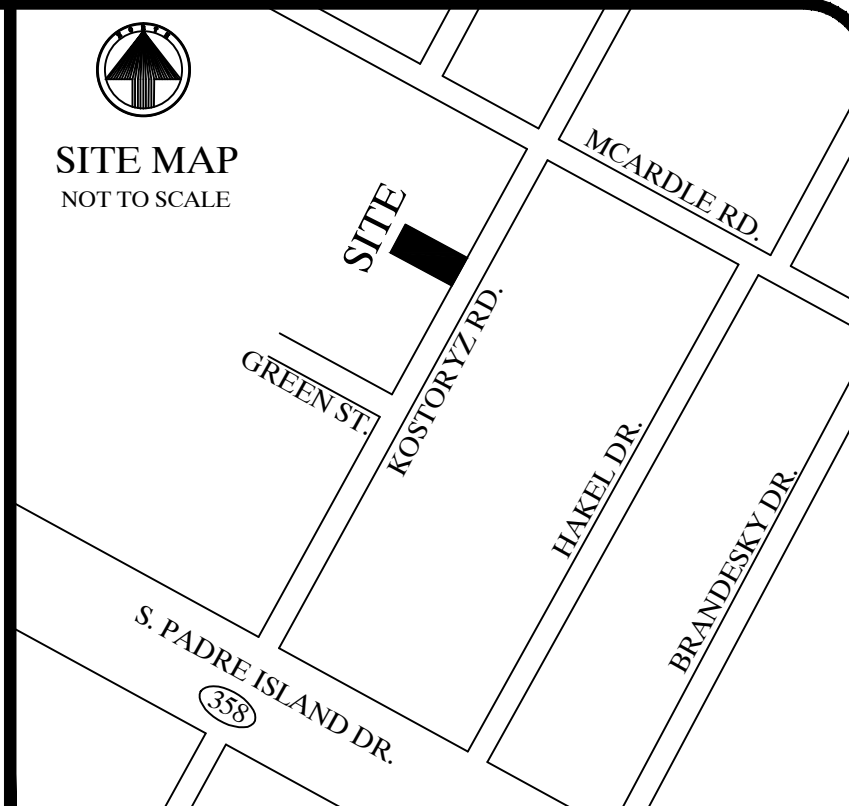 NORTH
SITE MAP
NOT TO SCALE
MCARDLE RD.
SITE
KOSTORYZ RD.
GREEN ST.
HAKEL DR.
BRANDESKY DR.
S. PADRE ISLAND DR.
358